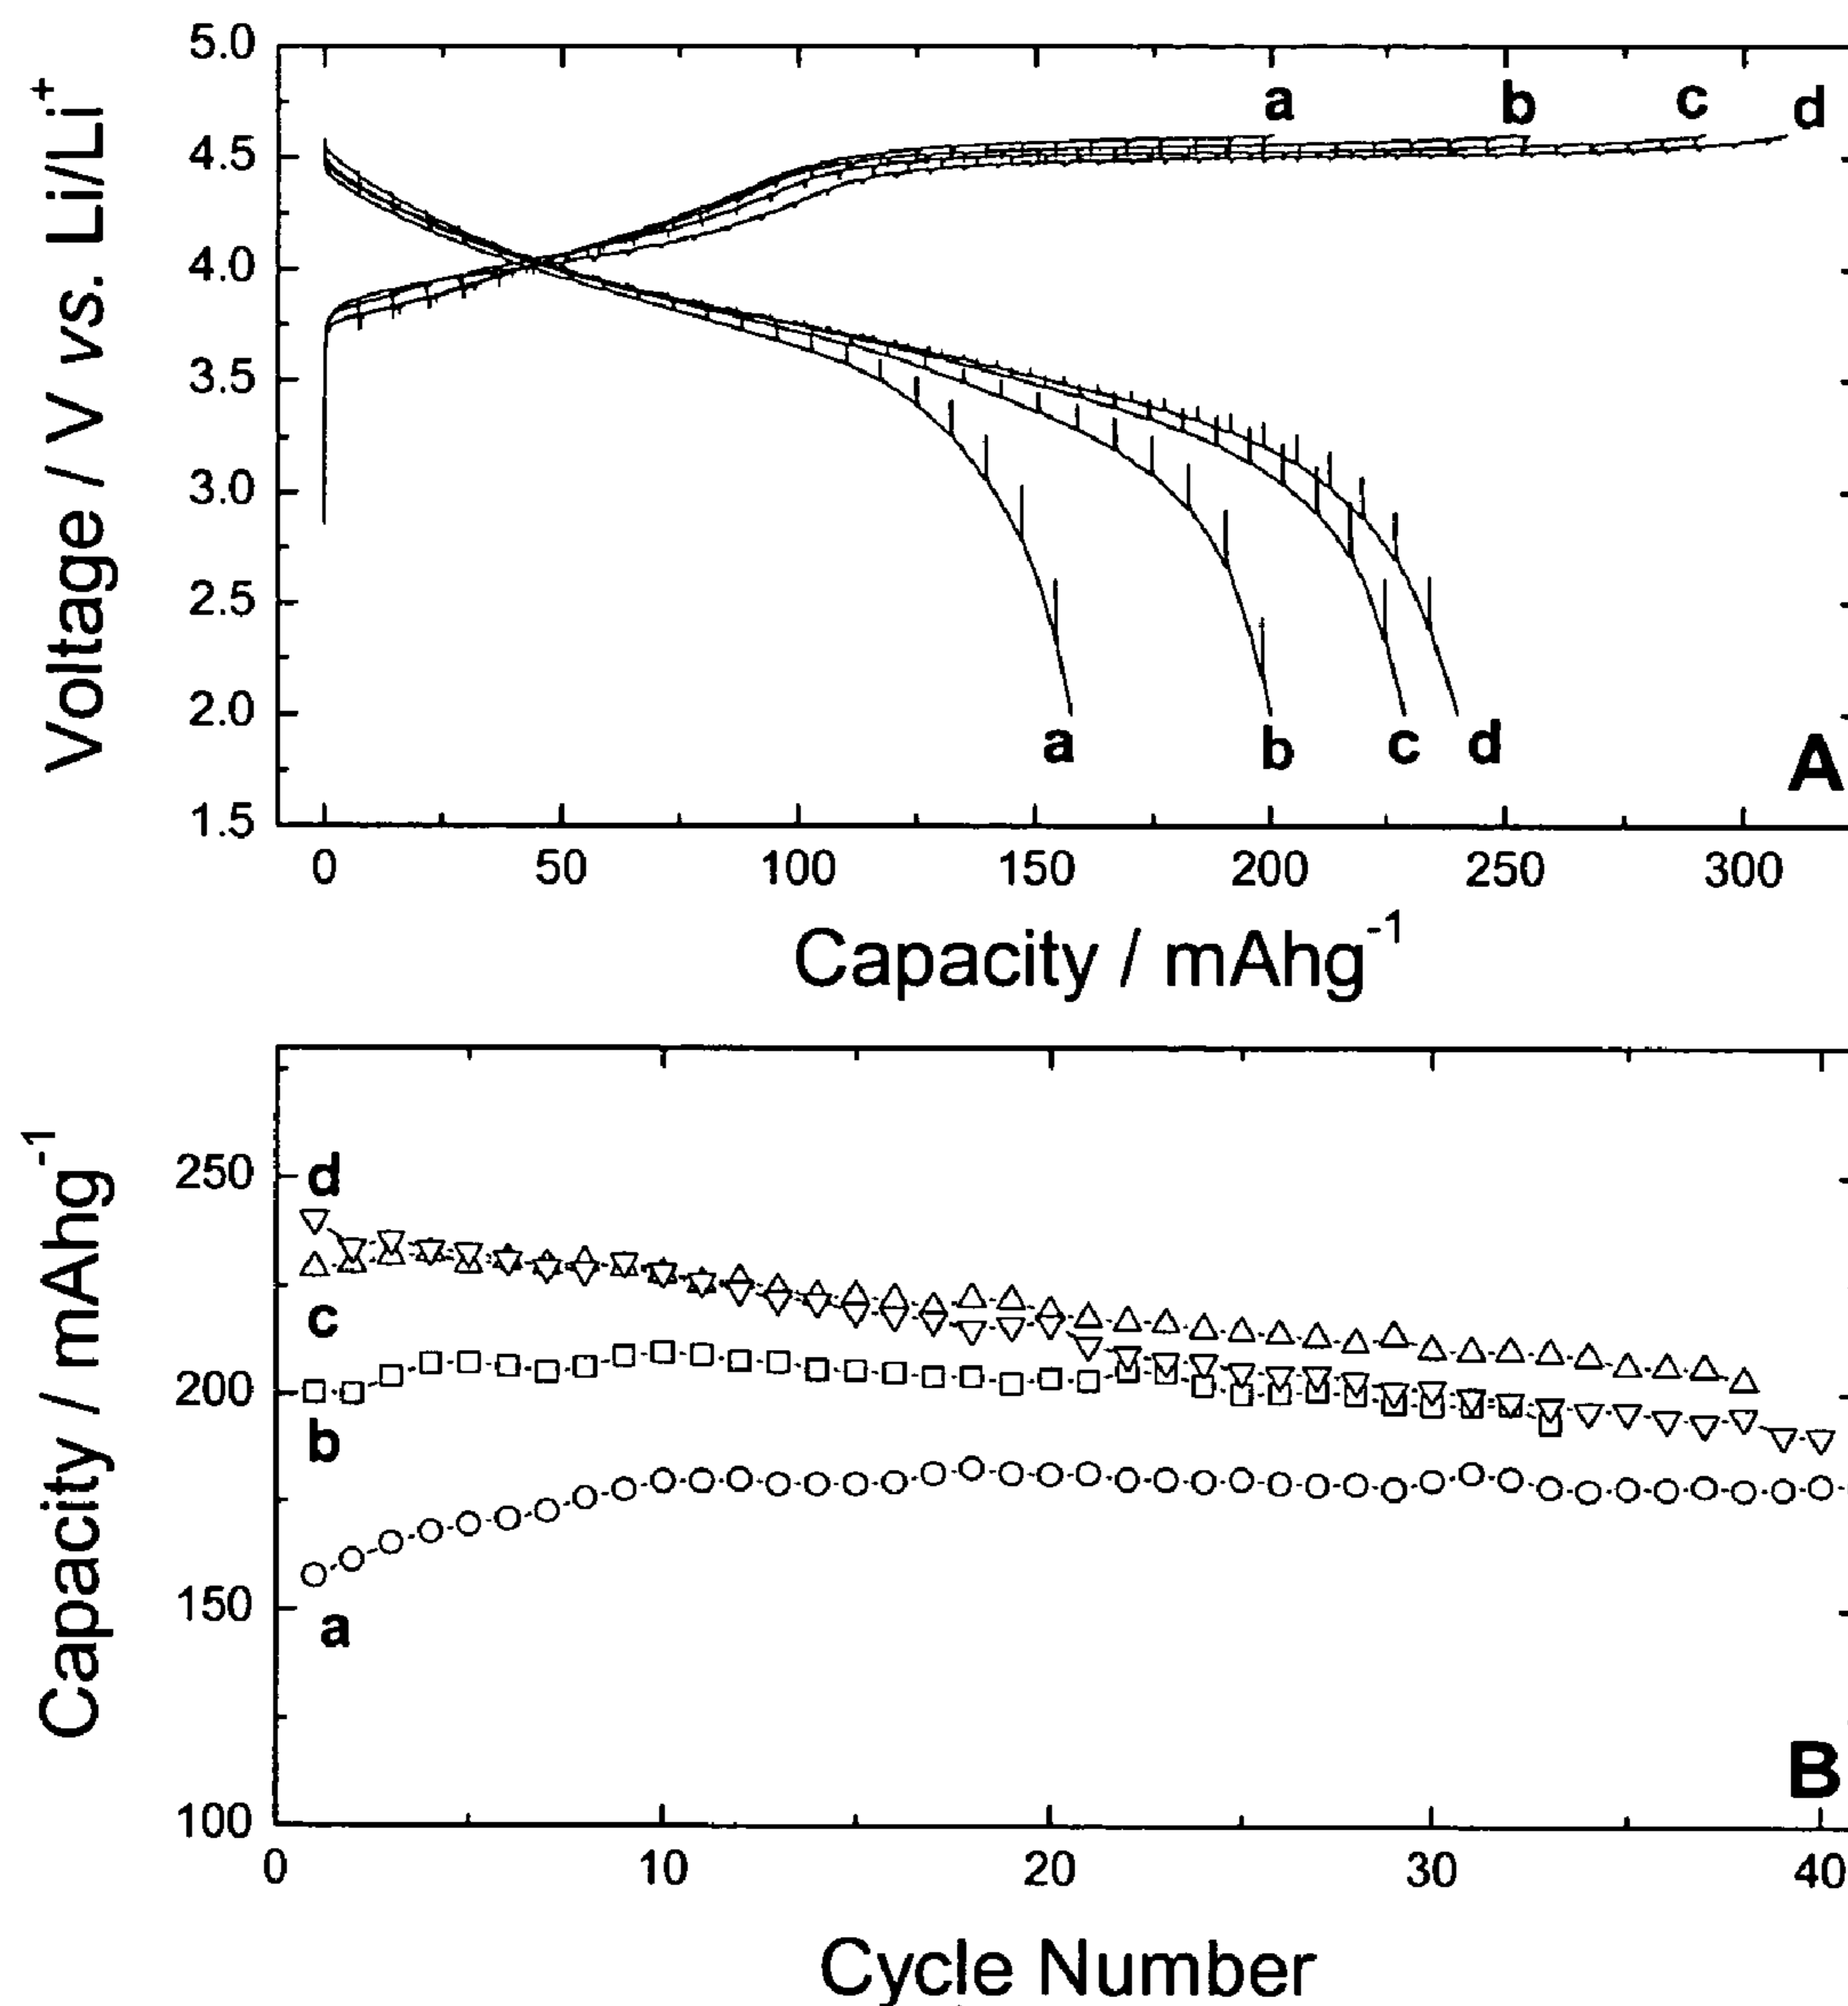 5.0
4.5
4.0
3.5
3.0
2.5
2.0
1.5
Voltage / V vs. Li/Li+
a b c d
a b c d
A
0 50 100 150 200 250 300
Capacity / mAhg-1
250
200
150
100
Capacity / mAhg-1
d
c
b
a
B
0 10 20 30 40
Cycle Number